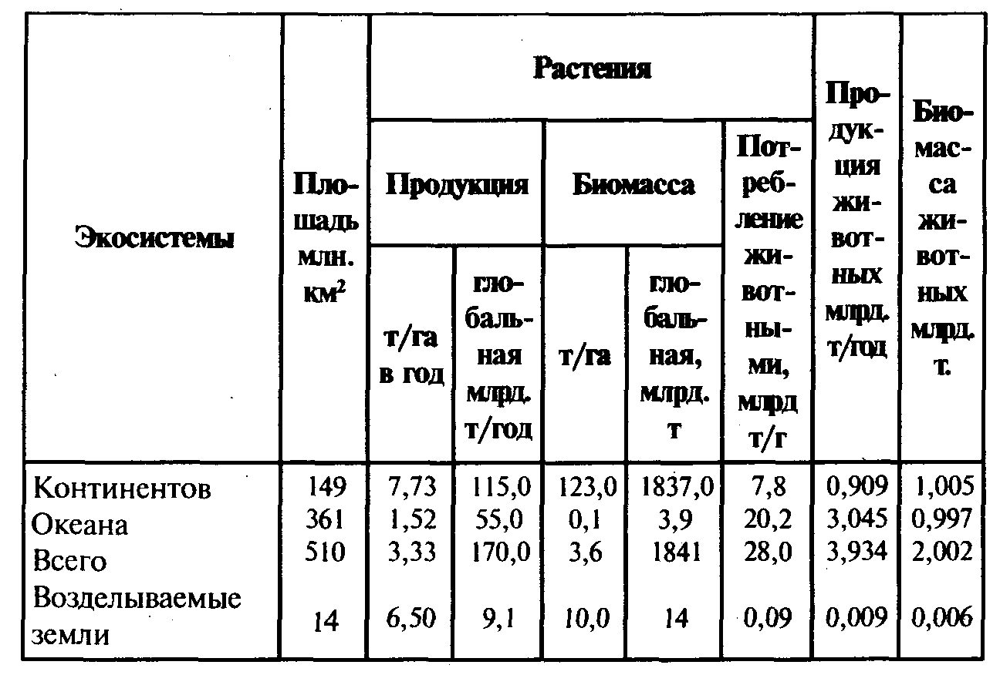 Экосистемы
Пло-
щадь
млн.
км²
Растения
Продукция
т/га
в год
гло-
баль-
ная
млрд.
т/год
Биомасса
т/га
гло-
баль-
ная,
млрд.
т
Пот-
реб-
ление
жи-
вот-
ны-
ми,
млрд
т/г
Про-
дук-
ция
жи-
вот-
ных
млрд.
т/год
Био-
мас-
са
жи-
вот-
ных
млрд.
т.
Континентов 149 7,73 115,0 123,0 1837,0 7,8 0,909 1,005
Океана 361 1,52 55,0 0,1 3,9 20,2 3,045 0,997
Всего 510 3,33 170,0 3,6 1841 28,0 3,934 2,002
Возделываемые
земли 14 6,50 9,1 10,0 14 0,09 0,009 0,006